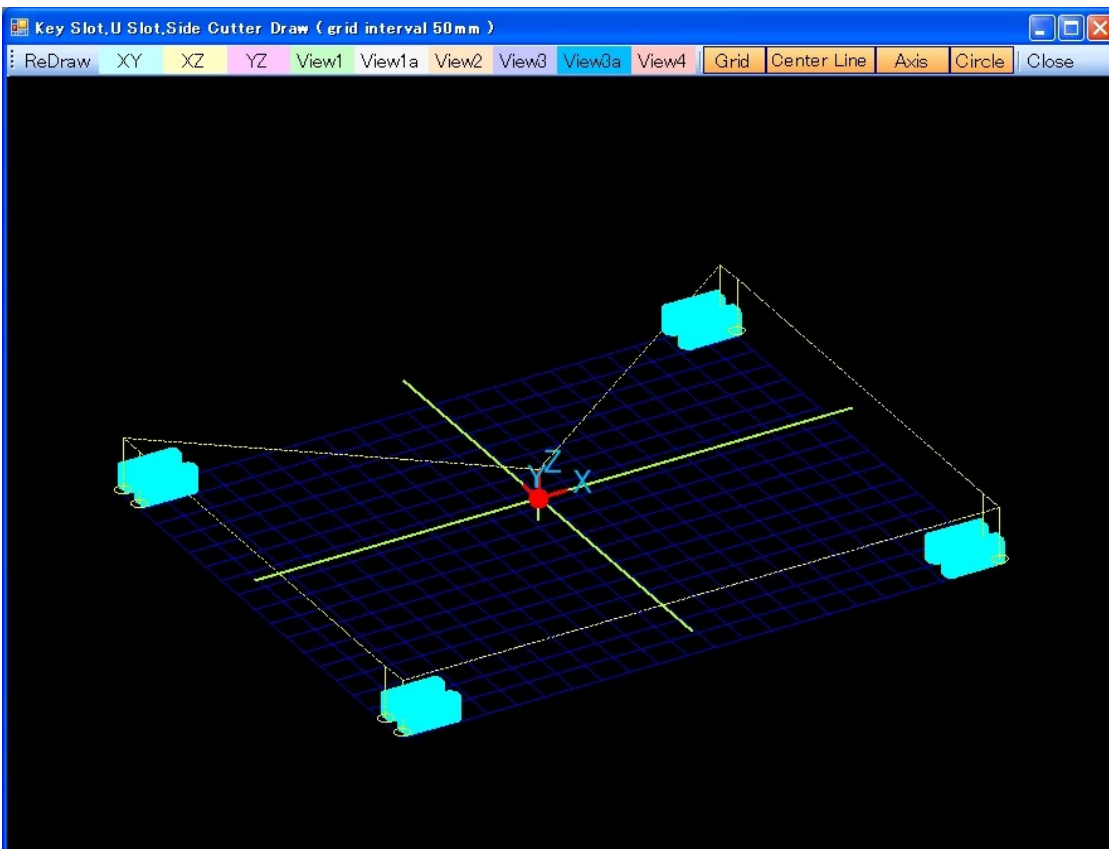 Key Slot,U Slot,Side Cutter Draw ( grid interval 50mm )
ReDraw XY XZ YZ View1 View1a View2 View3 View3a View4 Grid Center Line Axis Circle Close
Z
Y X